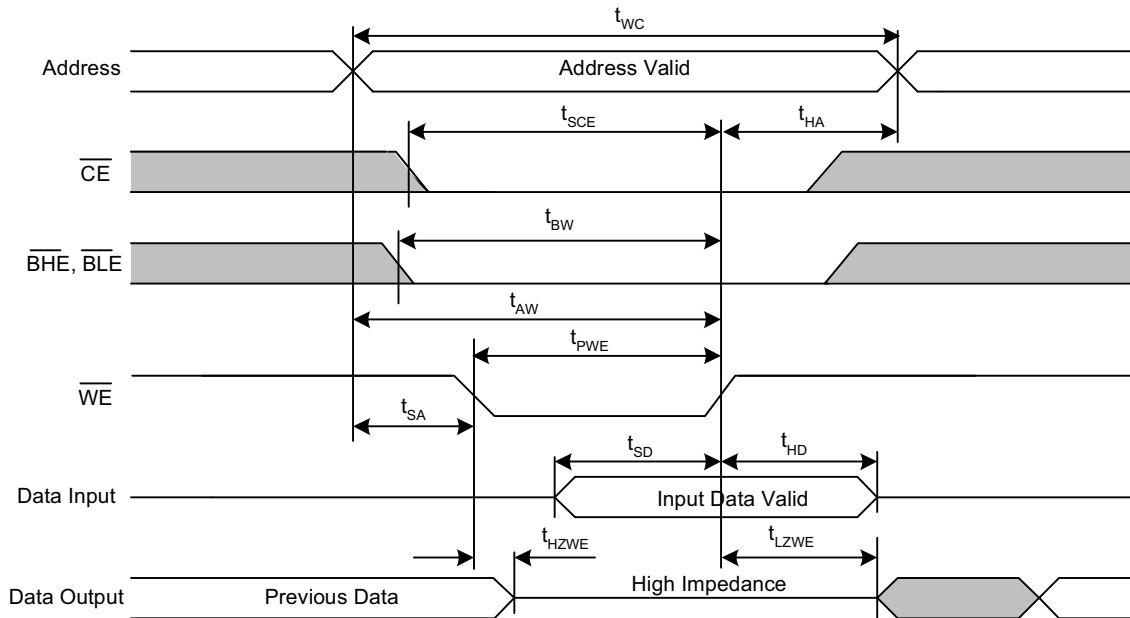 tWC
Address
Address Valid
tSCE
tHA
CE
tBW
BHE, BLE
tAW
tPWE
WE
tSA
tSD
tHD
Data Input
Input Data Valid
tHZWE
tLZWE
Data Output
Previous Data
High Impedance